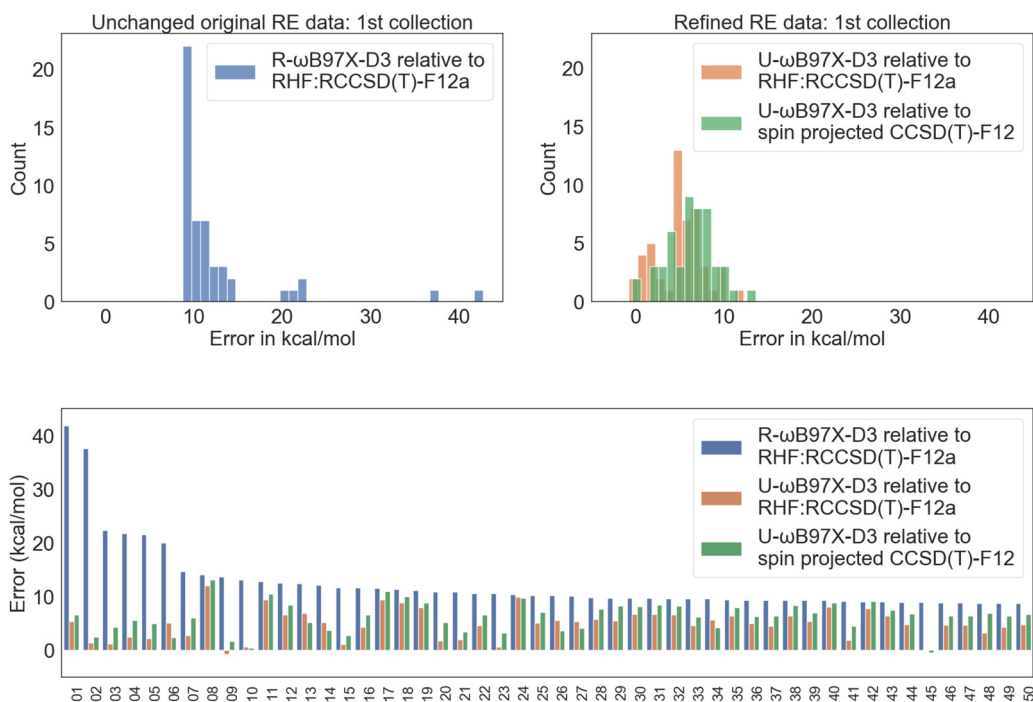 Unchanged original RE data: 1st collection
R-ωB97X-D3 relative to
RHF:RCCSD(T)-F12a
Count
20
15
10
5
0
0 10 20 30 40
Error in kcal/mol
Refined RE data: 1st collection
U-ωB97X-D3 relative to
RHF:RCCSD(T)-F12a
U-ωB97X-D3 relative to
spin projected CCSD(T)-F12
Count
20
15
10
5
0
0 10 20 30 40
Error in kcal/mol
R-ωB97X-D3 relative to
RHF:RCCSD(T)-F12a
U-ωB97X-D3 relative to
RHF:RCCSD(T)-F12a
U-ωB97X-D3 relative to
spin projected CCSD(T)-F12
Error (kcal/mol)
40
30
20
10
0
01 02 03 04 05 06 07 08 09 10 11 12 13 14 15 16 17 18 19 20 21 22 23 24 25 26 27 28 29 30 31 32 33 34 35 36 37 38 39 40 41 42 43 44 45 46 47 48 49 50